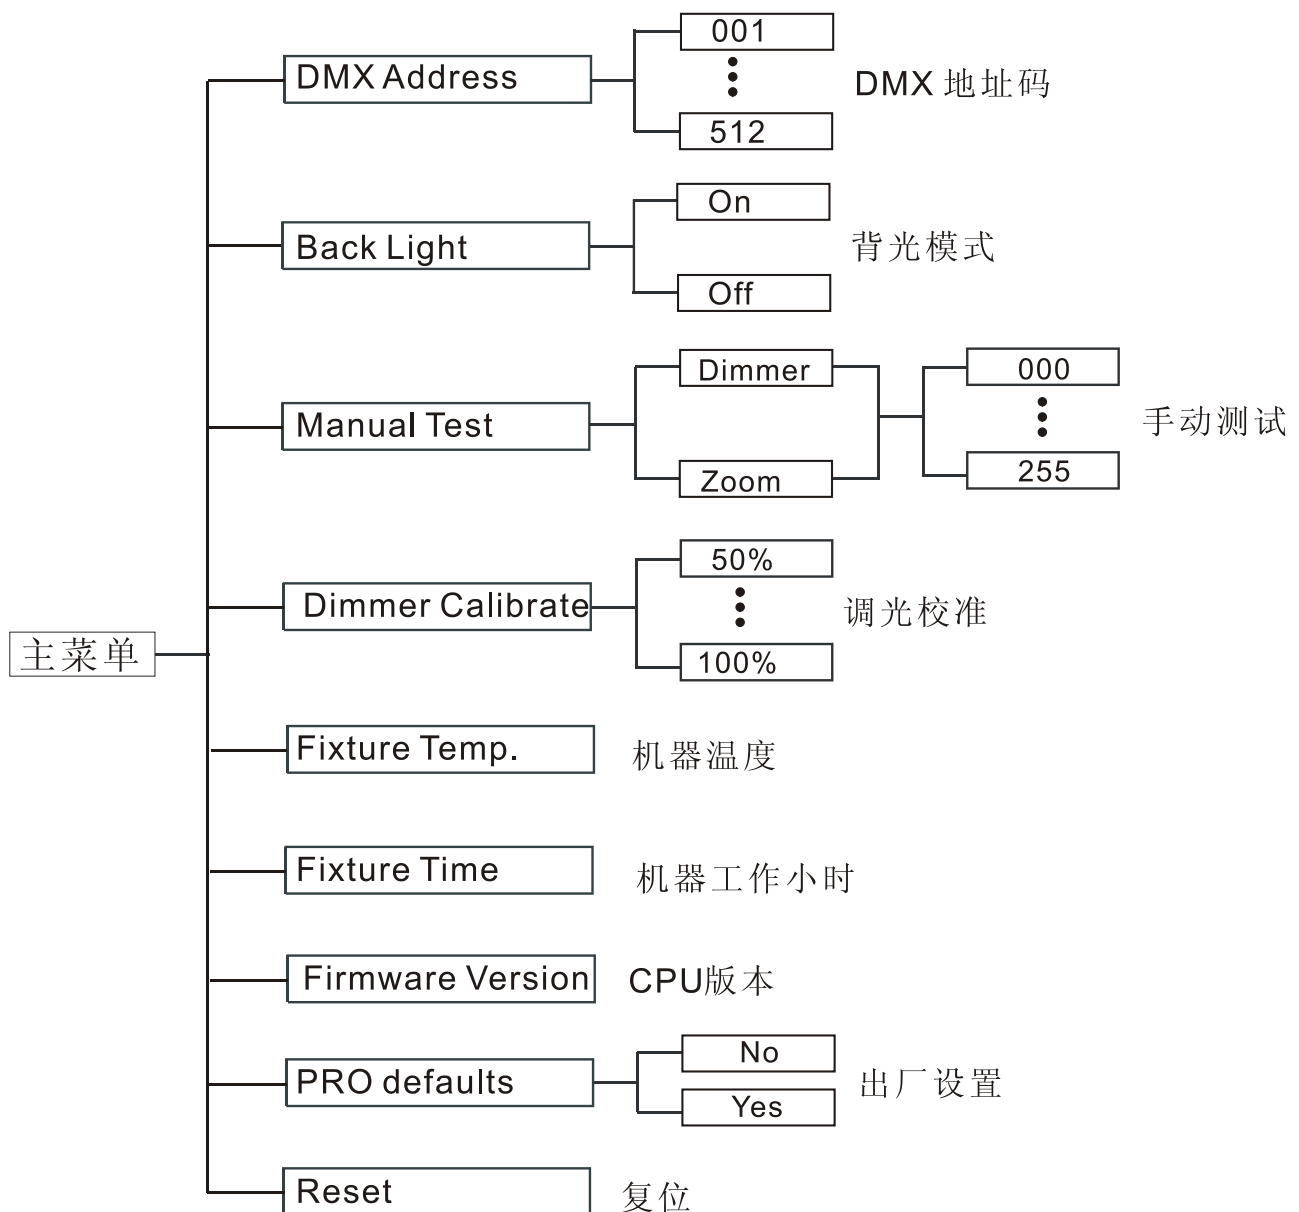 001
DMX Address
DMX 地址码
512
On
Back Light
背光模式
Off
Dimmer
000
Manual Test
手动测试
Zoom
255
50%
Dimmer Calibrate
调光校准
100%
主菜单
Fixture Temp.
机器温度
Fixture Time
机器工作小时
Firmware Version
CPU版本
No
PRO defaults
出厂设置
Yes
Reset
复位